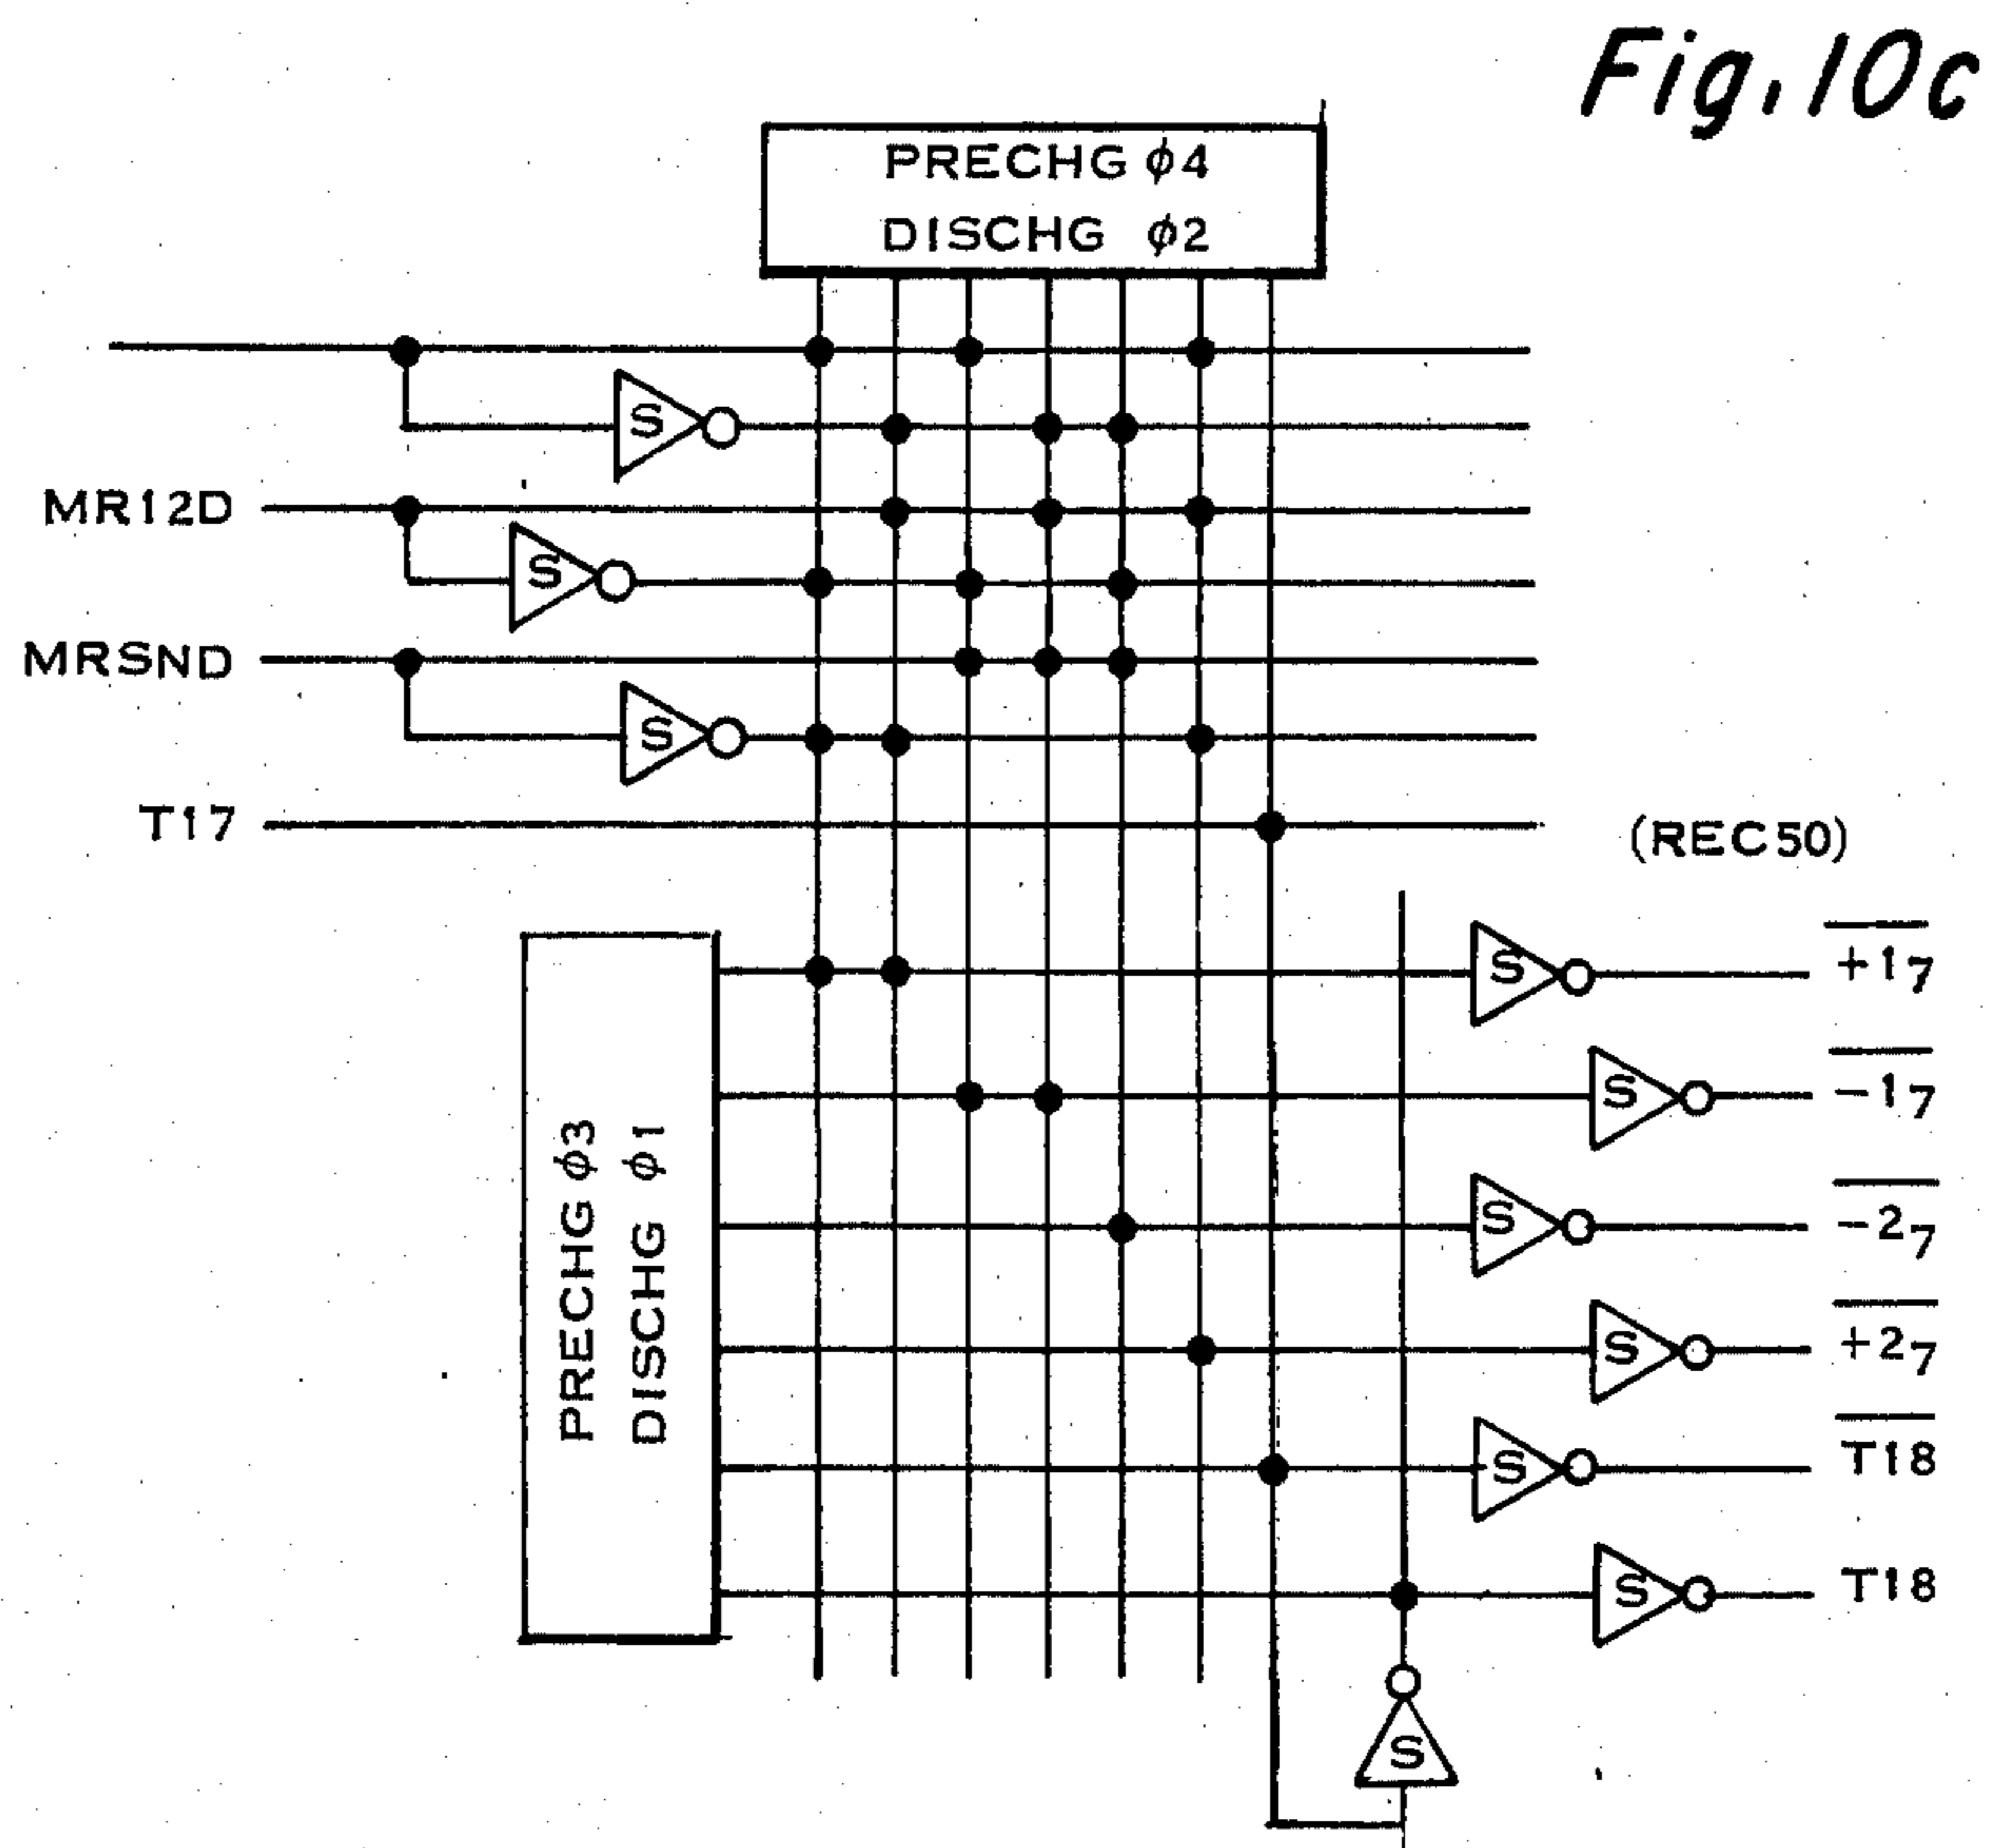 Fig. 10c
PRECHG φ4
DISCHG φ2
S
MR12D
S
MRSND
S
T17
(REC50)
PRECHG φ3
DISCHG φ1
S
+1₇
S
−1₇
S
−2₇
S
+2₇
S
T18
S
T18
S